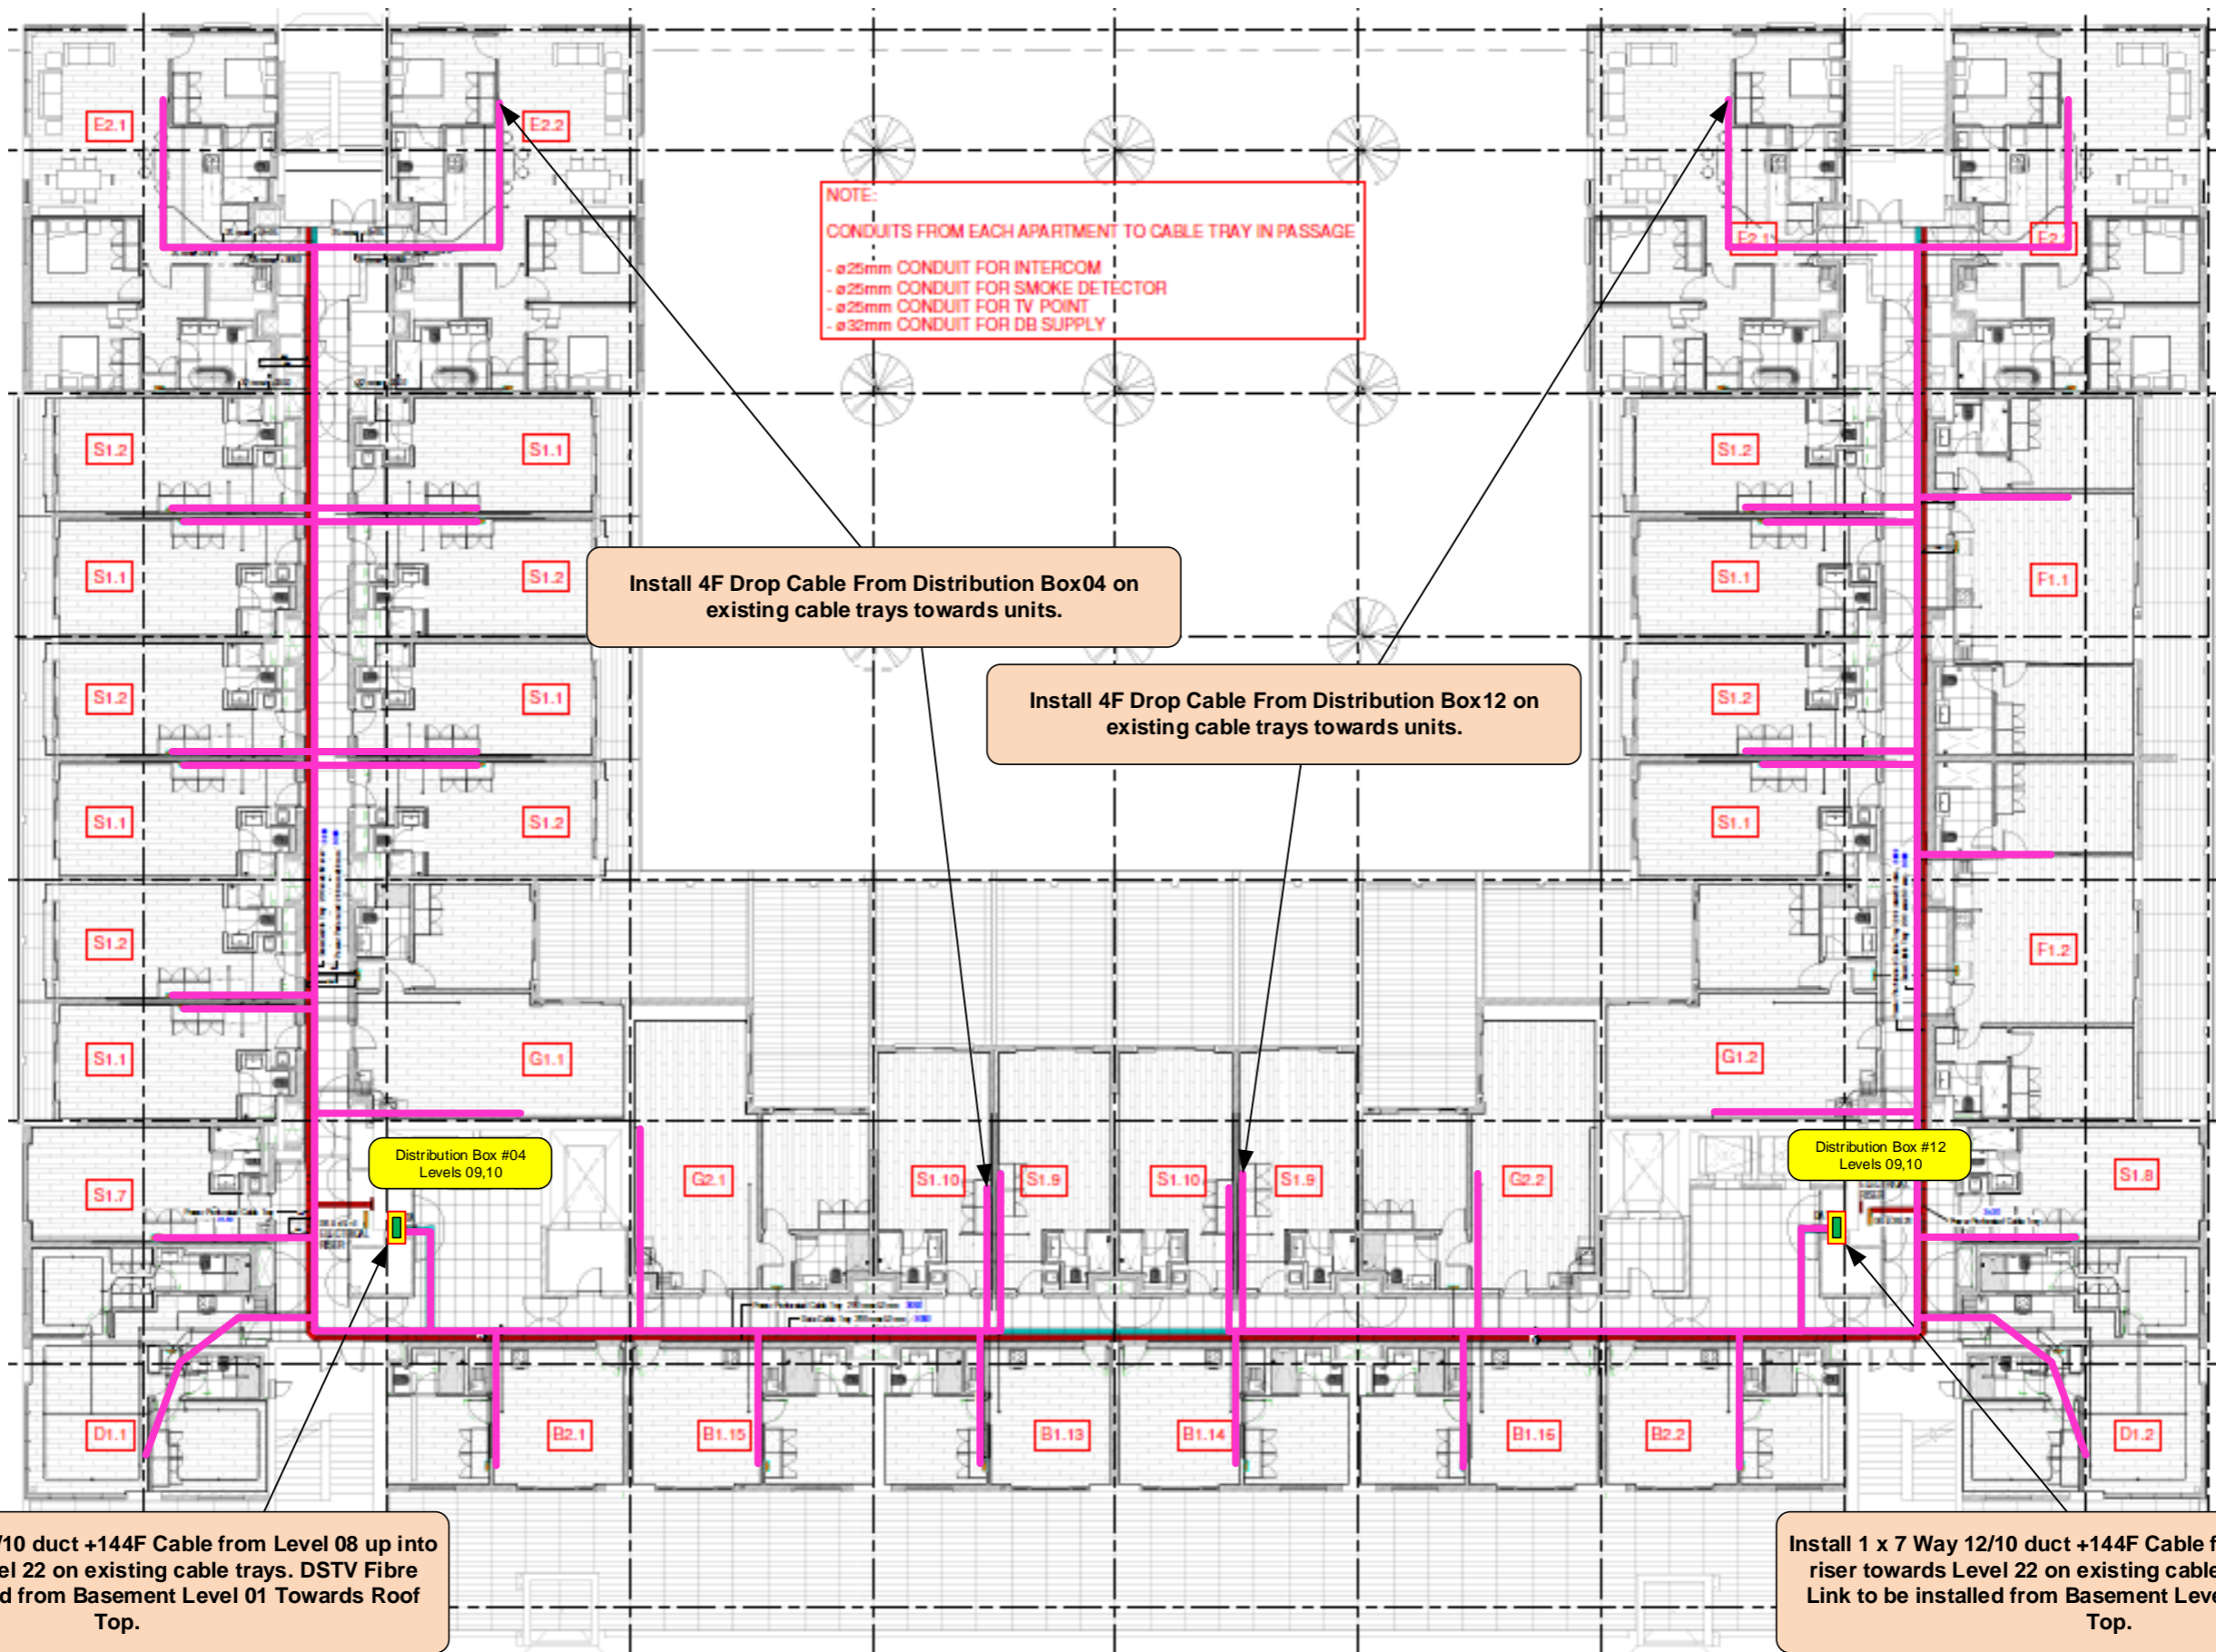 E2.1
E2.2
NOTE:
CONDUITS FROM EACH APARTMENT TO CABLE TRAY IN PASSAGE
- ø25mm CONDUIT FOR INTERCOM
- ø25mm CONDUIT FOR SMOKE DETECTOR
- ø25mm CONDUIT FOR TV POINT
- ø32mm CONDUIT FOR DB SUPPLY
E2.1
S1.2
S1.1
S1.2
S1.1
S1.2
S1.1
F1.1
Install 4F Drop Cable From Distribution Box04 on
existing cable trays towards units.
S1.2
S1.1
S1.2
Install 4F Drop Cable From Distribution Box12 on
existing cable trays towards units.
S1.1
S1.2
S1.1
S1.2
F1.2
S1.1
G1.1
G1.2
Distribution Box #04
Levels 09,10
Distribution Box #12
Levels 09,10
S1.7
G2.1
S1.10
S1.9
S1.10
S1.9
G2.2
S1.8
ELECTRICAL
RISER
D1.1
B2.1
B1.15
B1.13
B1.14
B1.16
B2.2
D1.2
/10 duct +144F Cable from Level 08 up into
el 22 on existing cable trays. DSTV Fibre
d from Basement Level 01 Towards Roof
Top.
Install 1 x 7 Way 12/10 duct +144F Cable f
riser towards Level 22 on existing cable
Link to be installed from Basement Leve
Top.